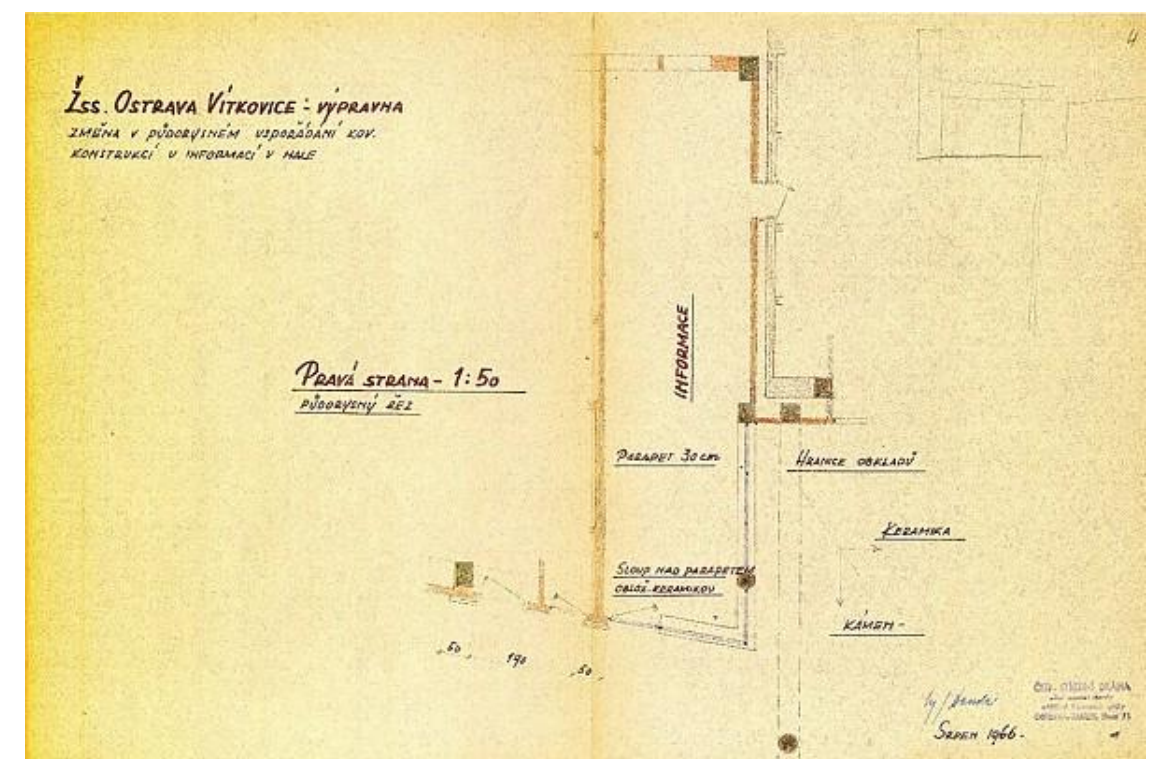 4
Žss. OSTRAVA VÍTKOVICE - VÝPRAVNA
ZMĚNA V PŮDORYSNÉM USPOŘÁDÁNÍ KOV.
KONSTRUKCÍ U INFORMACÍ V HALE
INFORMACE
PRAVÁ STRANA - 1:50
PŮDORYSNÝ ŘEZ
PARAPET 30 cm
HRANICE OBKLADŮ
KERAMIKA
SLOUP NAD PARAPETEM
OBLOŽ. KERAMIKOU
KÁMEN -
50 190 50
SRPEN 1966.